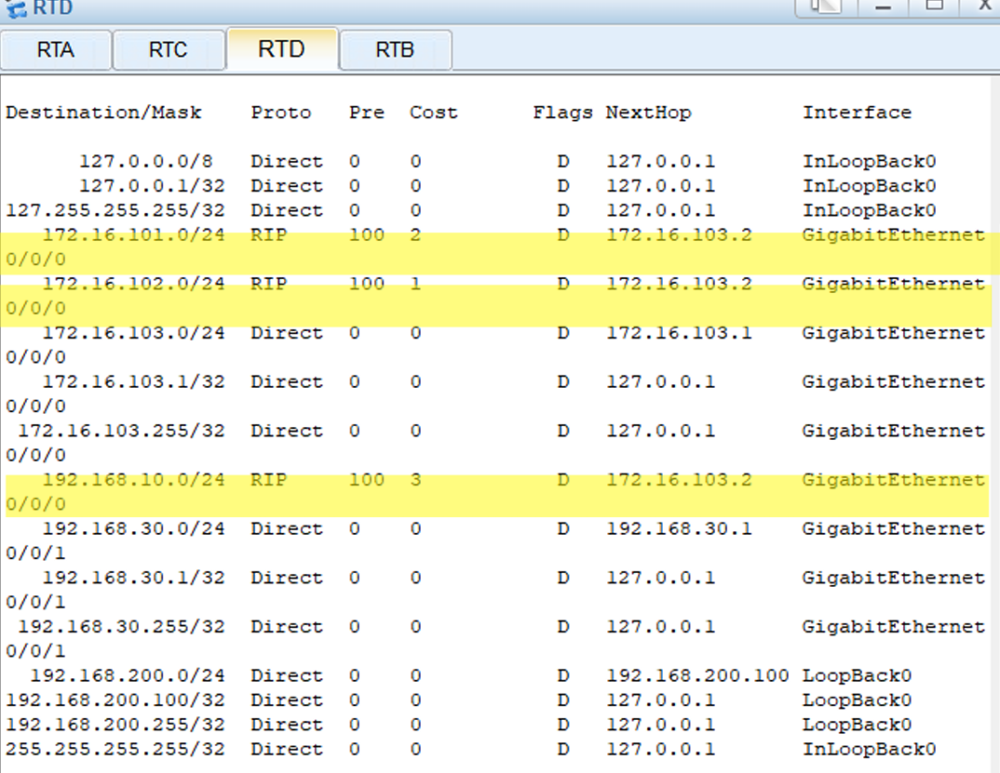 RTD
RTA RTC RTD RTB
Destination/Mask Proto Pre Cost Flags NextHop Interface
127.0.0.0/8 Direct 0 0 D 127.0.0.1 InLoopBack0
127.0.0.1/32 Direct 0 0 D 127.0.0.1 InLoopBack0
127.255.255.255/32 Direct 0 0 D 127.0.0.1 InLoopBack0
172.16.101.0/24 RIP 100 2 D 172.16.103.2 GigabitEthernet
0/0/0
172.16.102.0/24 RIP 100 1 D 172.16.103.2 GigabitEthernet
0/0/0
172.16.103.0/24 Direct 0 0 D 172.16.103.1 GigabitEthernet
0/0/0
172.16.103.1/32 Direct 0 0 D 127.0.0.1 GigabitEthernet
0/0/0
172.16.103.255/32 Direct 0 0 D 127.0.0.1 GigabitEthernet
0/0/0
192.168.10.0/24 RIP 100 3 D 172.16.103.2 GigabitEthernet
0/0/0
192.168.30.0/24 Direct 0 0 D 192.168.30.1 GigabitEthernet
0/0/1
192.168.30.1/32 Direct 0 0 D 127.0.0.1 GigabitEthernet
0/0/1
192.168.30.255/32 Direct 0 0 D 127.0.0.1 GigabitEthernet
0/0/1
192.168.200.0/24 Direct 0 0 D 192.168.200.100 LoopBack0
192.168.200.100/32 Direct 0 0 D 127.0.0.1 LoopBack0
192.168.200.255/32 Direct 0 0 D 127.0.0.1 LoopBack0
255.255.255.255/32 Direct 0 0 D 127.0.0.1 InLoopBack0